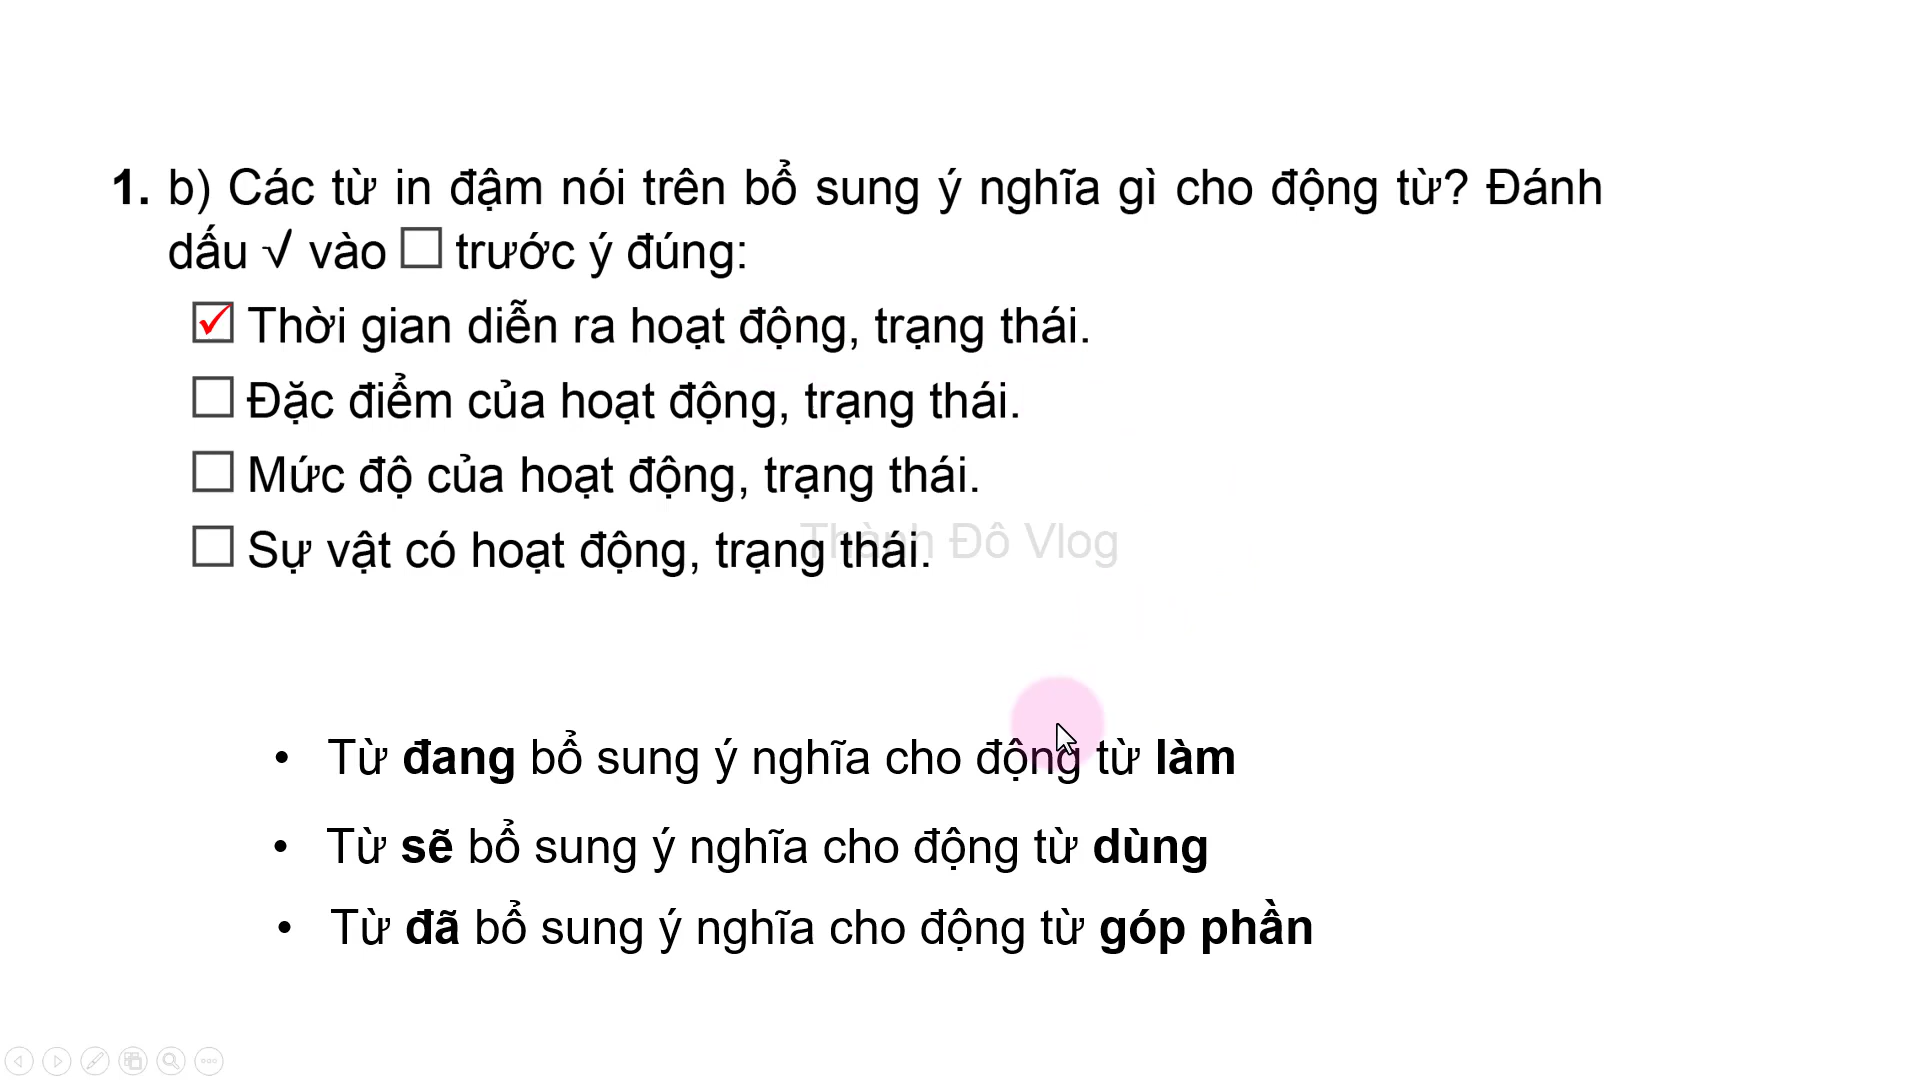 1. b) Các từ in đậm nói trên bổ sung ý nghĩa gì cho động từ? Đánh
dấu √ vào ☐ trước ý đúng:
☑ Thời gian diễn ra hoạt động, trạng thái.
☐ Đặc điểm của hoạt động, trạng thái.
☐ Mức độ của hoạt động, trạng thái.
☐ Sự vật có hoạt động, trạng thái.
Thành Đô Vlog
• Từ đang bổ sung ý nghĩa cho động từ làm
• Từ sẽ bổ sung ý nghĩa cho động từ dùng
• Từ đã bổ sung ý nghĩa cho động từ góp phần